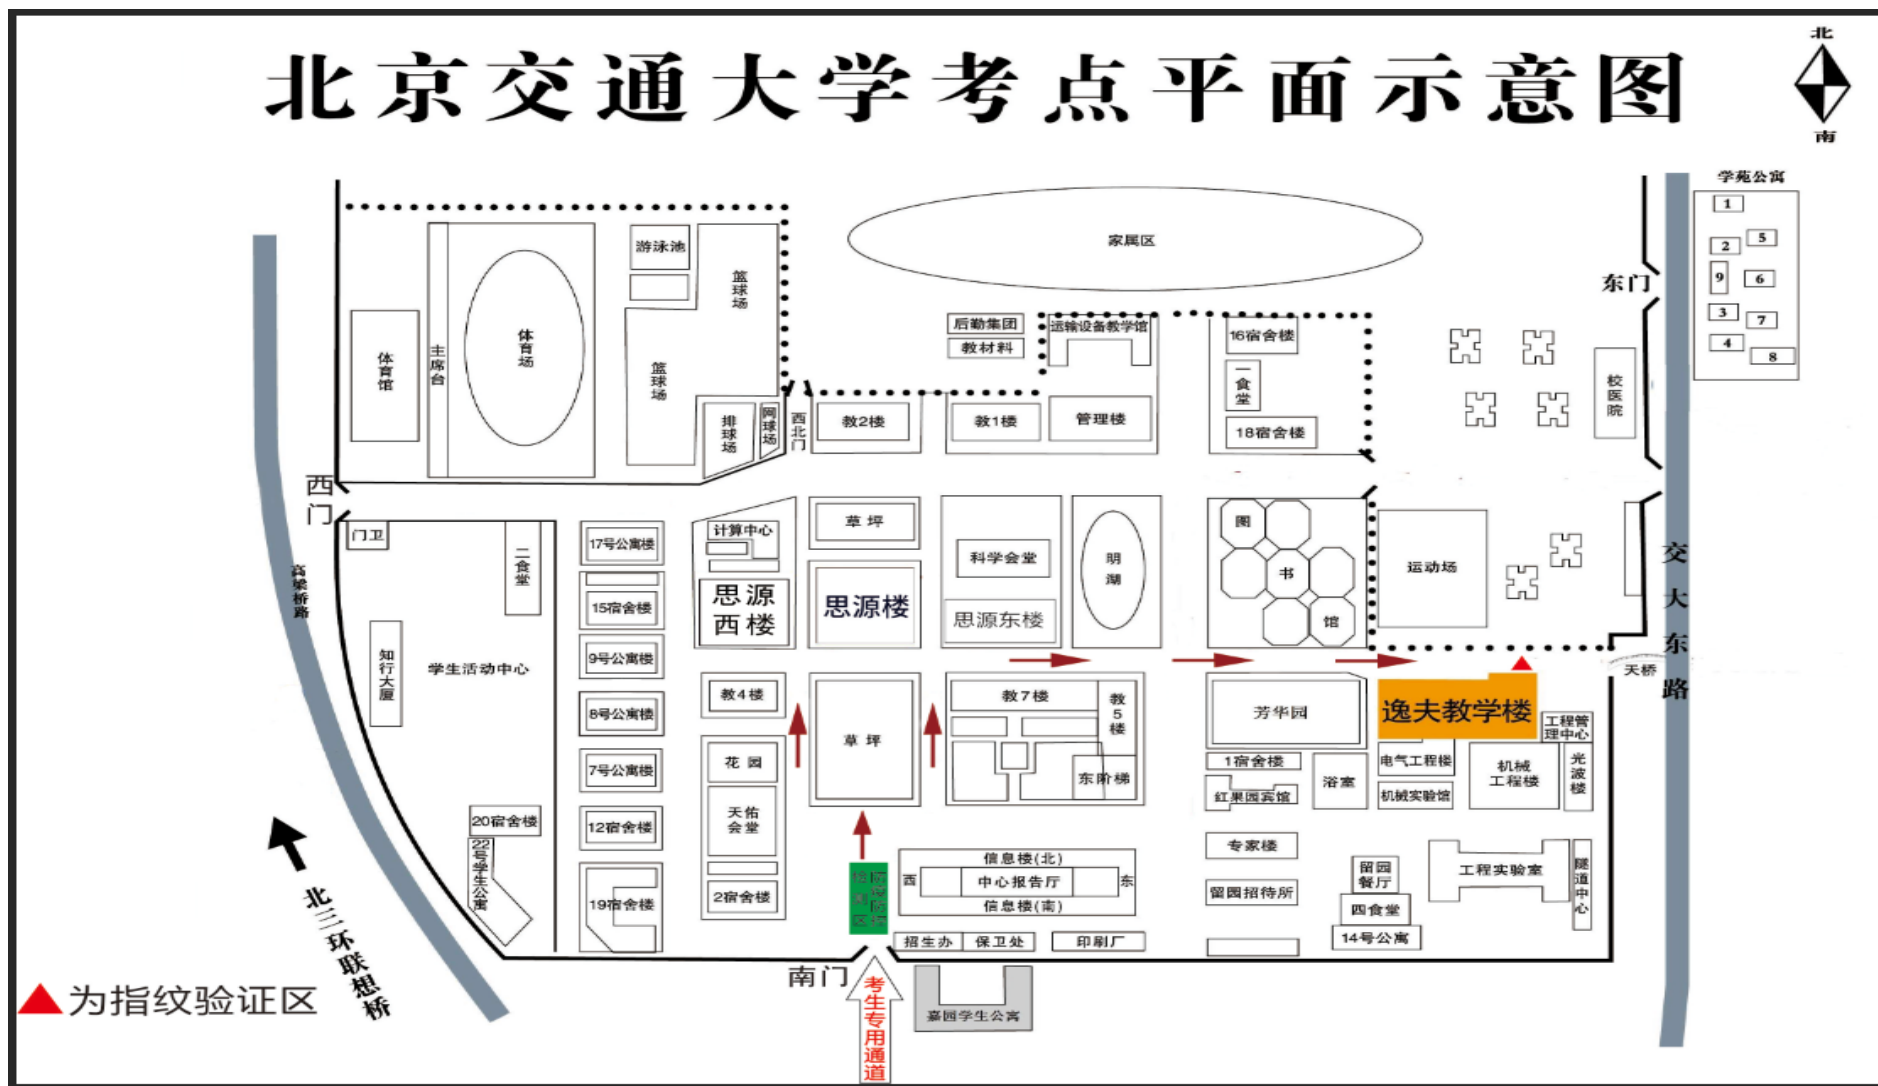 北京交通大学考点平面示意图
北
南
学苑公寓
1
2
5
9
6
3
7
4
8
家属区
东门
游泳池
篮球场
体育场
主席台
体育馆
篮球场
排球场
网球场
西北门
后勤集团
教材料
运输设备教学馆
16宿舍楼
一食堂
18宿舍楼
校医院
教2楼
教1楼
管理楼
西门
门卫
二食堂
17号公寓楼
计算中心
草坪
科学会堂
明湖
图书馆
运动场
交大东路
高梁桥路
15宿舍楼
思源西楼
思源楼
思源东楼
知行大厦
学生活动中心
9号公寓楼
天桥
教4楼
草坪
教7楼
教5楼
芳华园
逸夫教学楼
工程管理中心
8号公寓楼
花园
东阶梯
1宿舍楼
浴室
电气工程楼
机械工程楼
光波楼
7号公寓楼
红果园宾馆
机械实验馆
20宿舍楼
12宿舍楼
天佑会堂
专家楼
22号学生公寓
信息楼(北)
西
中心报告厅
东
信息楼(南)
留园餐厅
工程实验室
隧道中心
19宿舍楼
2宿舍楼
留园招待所
四食堂
14号公寓
招生办
保卫处
印刷厂
北三环联想桥
南门
考生专用通道
嘉园学生公寓
为指纹验证区